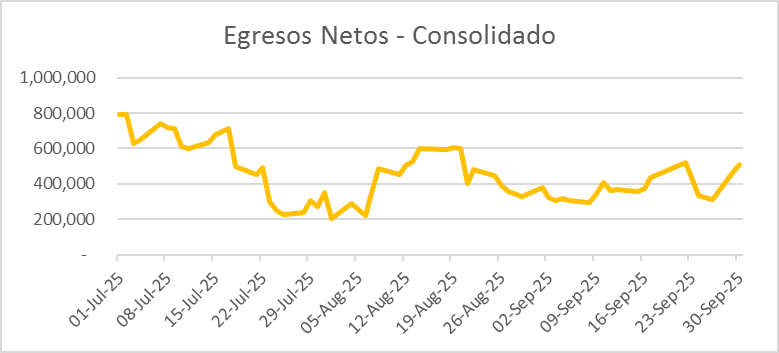 Egresos Netos - Consolidado
1,000,000
800,000
600,000
400,000
200,000
-
01-Jul-25
08-Jul-25
15-Jul-25
22-Jul-25
29-Jul-25
05-Aug-25
12-Aug-25
19-Aug-25
26-Aug-25
02-Sep-25
09-Sep-25
16-Sep-25
23-Sep-25
30-Sep-25